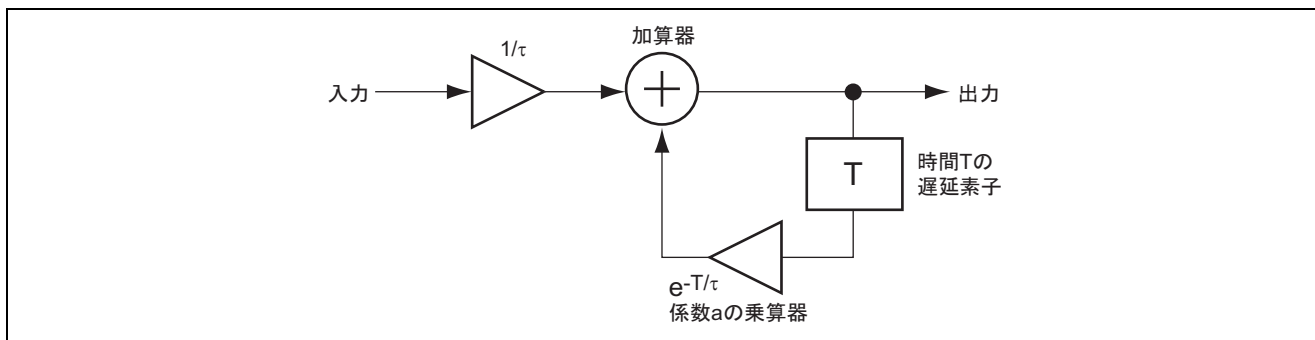 加算器
1/τ
入力
出力
T
時間Tの
遅延素子
e-T/τ
係数aの乗算器